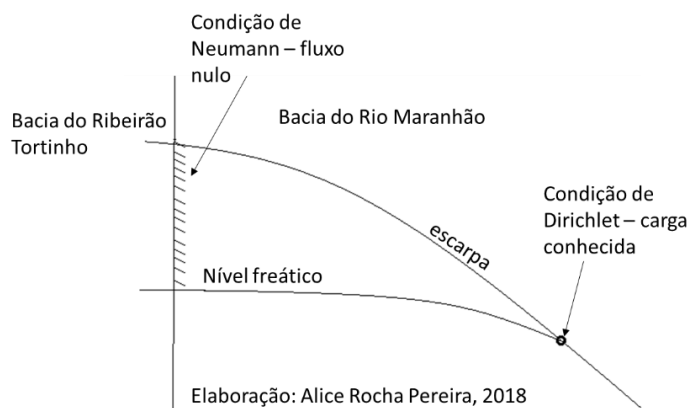 Condição de
Neumann – fluxo
nulo
Bacia do Ribeirão
Tortinho
Bacia do Rio Maranhão
Condição de
Dirichlet – carga
conhecida
escarpa
Nível freático
Elaboração: Alice Rocha Pereira, 2018